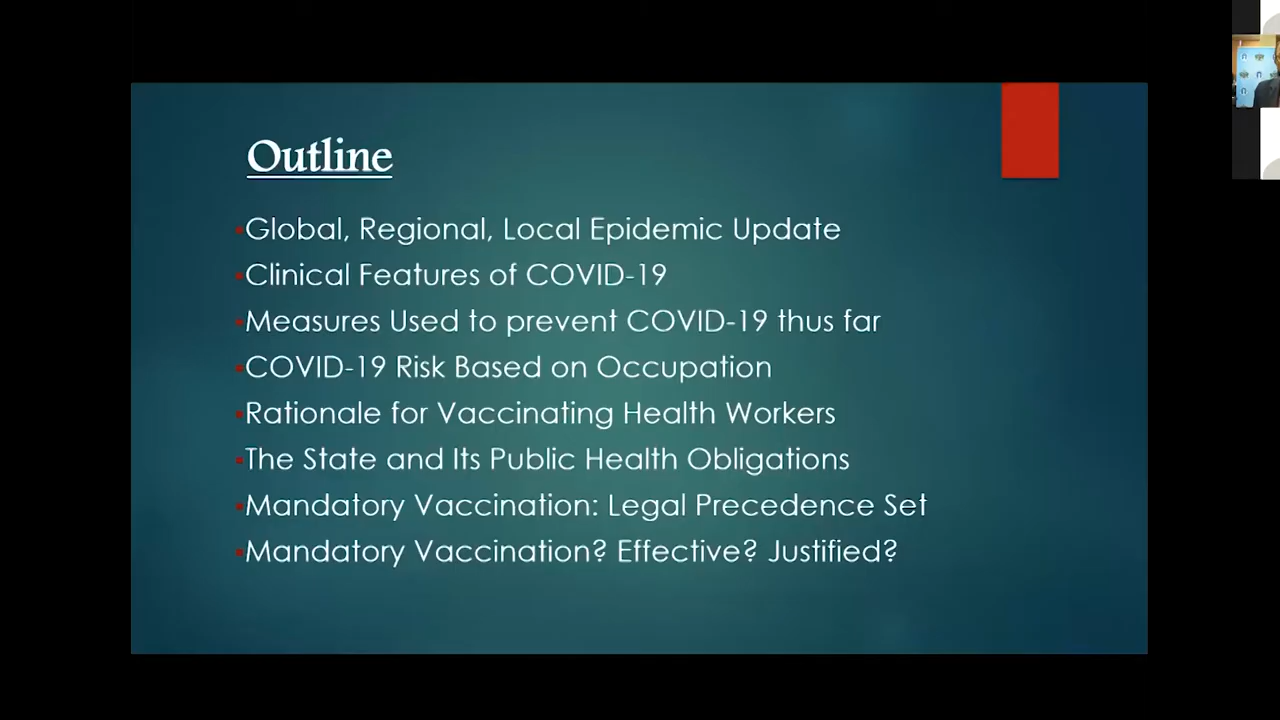 Outline
Global, Regional, Local Epidemic Update
Clinical Features of COVID-19
Measures Used to prevent COVID-19 thus far
COVID-19 Risk Based on Occupation
Rationale for Vaccinating Health Workers
The State and Its Public Health Obligations
Mandatory Vaccination: Legal Precedence Set
Mandatory Vaccination? Effective? Justified?